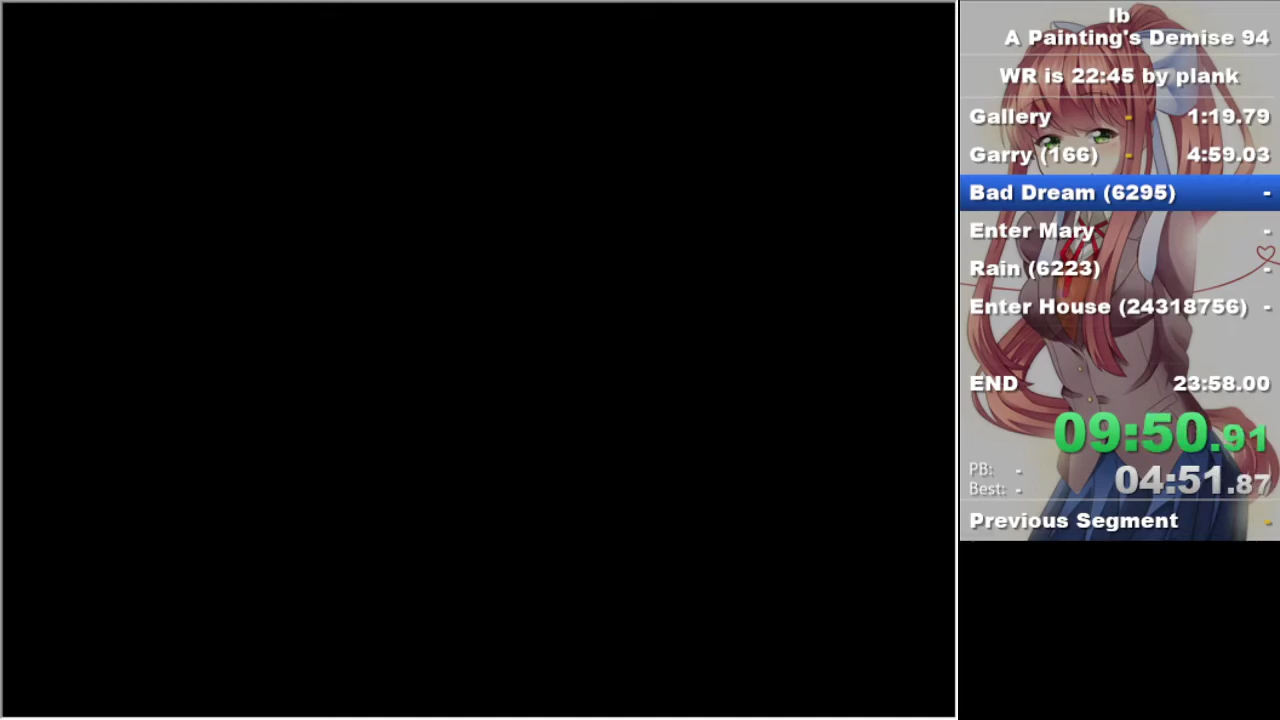 Ib
A Painting's Demise 94
WR is 22:45 by plank
Gallery - 1:19.79
Garry (166) - 4:59.03
Bad Dream (6295) -
Enter Mary -
Rain (6223) -
Enter House (24318756) -
END 23:58.00
09:50.91
PB: -
Best: -
04:51.87
Previous Segment -